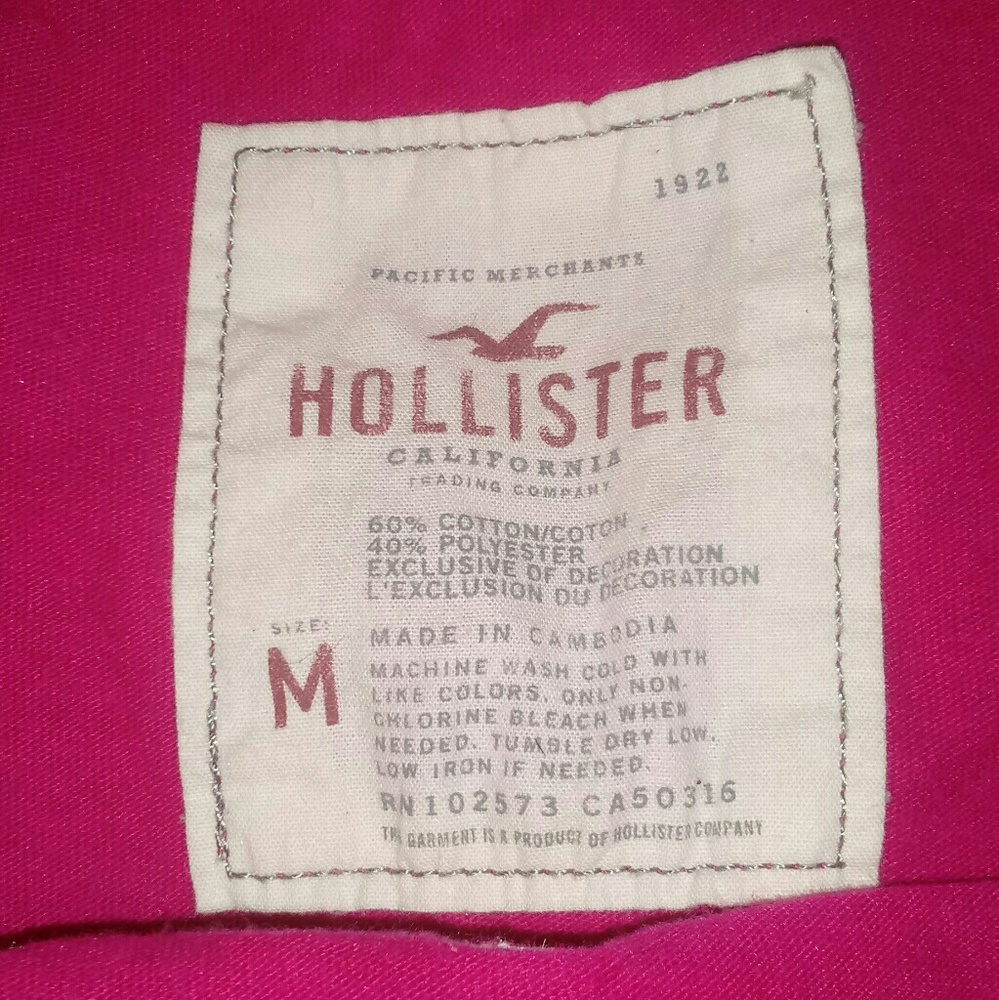 1922
PACIFIC MERCHANTS
HOLLISTER
CALIFORNIA
TRADING COMPANY
60% COTTON/COTON
40% POLYESTER
EXCLUSIVE OF DECORATION
L'EXCLUSION DU DECORATION
SIZE:
M
MADE IN CAMBODIA
MACHINE WASH COLD WITH
LIKE COLORS. ONLY NON-
CHLORINE BLEACH WHEN
NEEDED. TUMBLE DRY LOW.
LOW IRON IF NEEDED.
RN102573 CA50316
THE GARMENT IS A PRODUCT OF HOLLISTER COMPANY